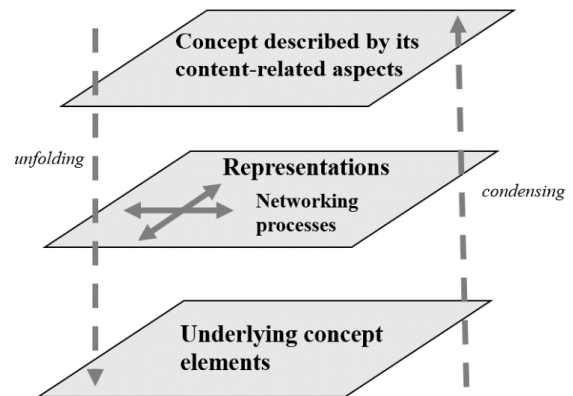 Concept described by its
content-related aspects
unfolding
Representations
Networking
processes
condensing
Underlying concept
elements